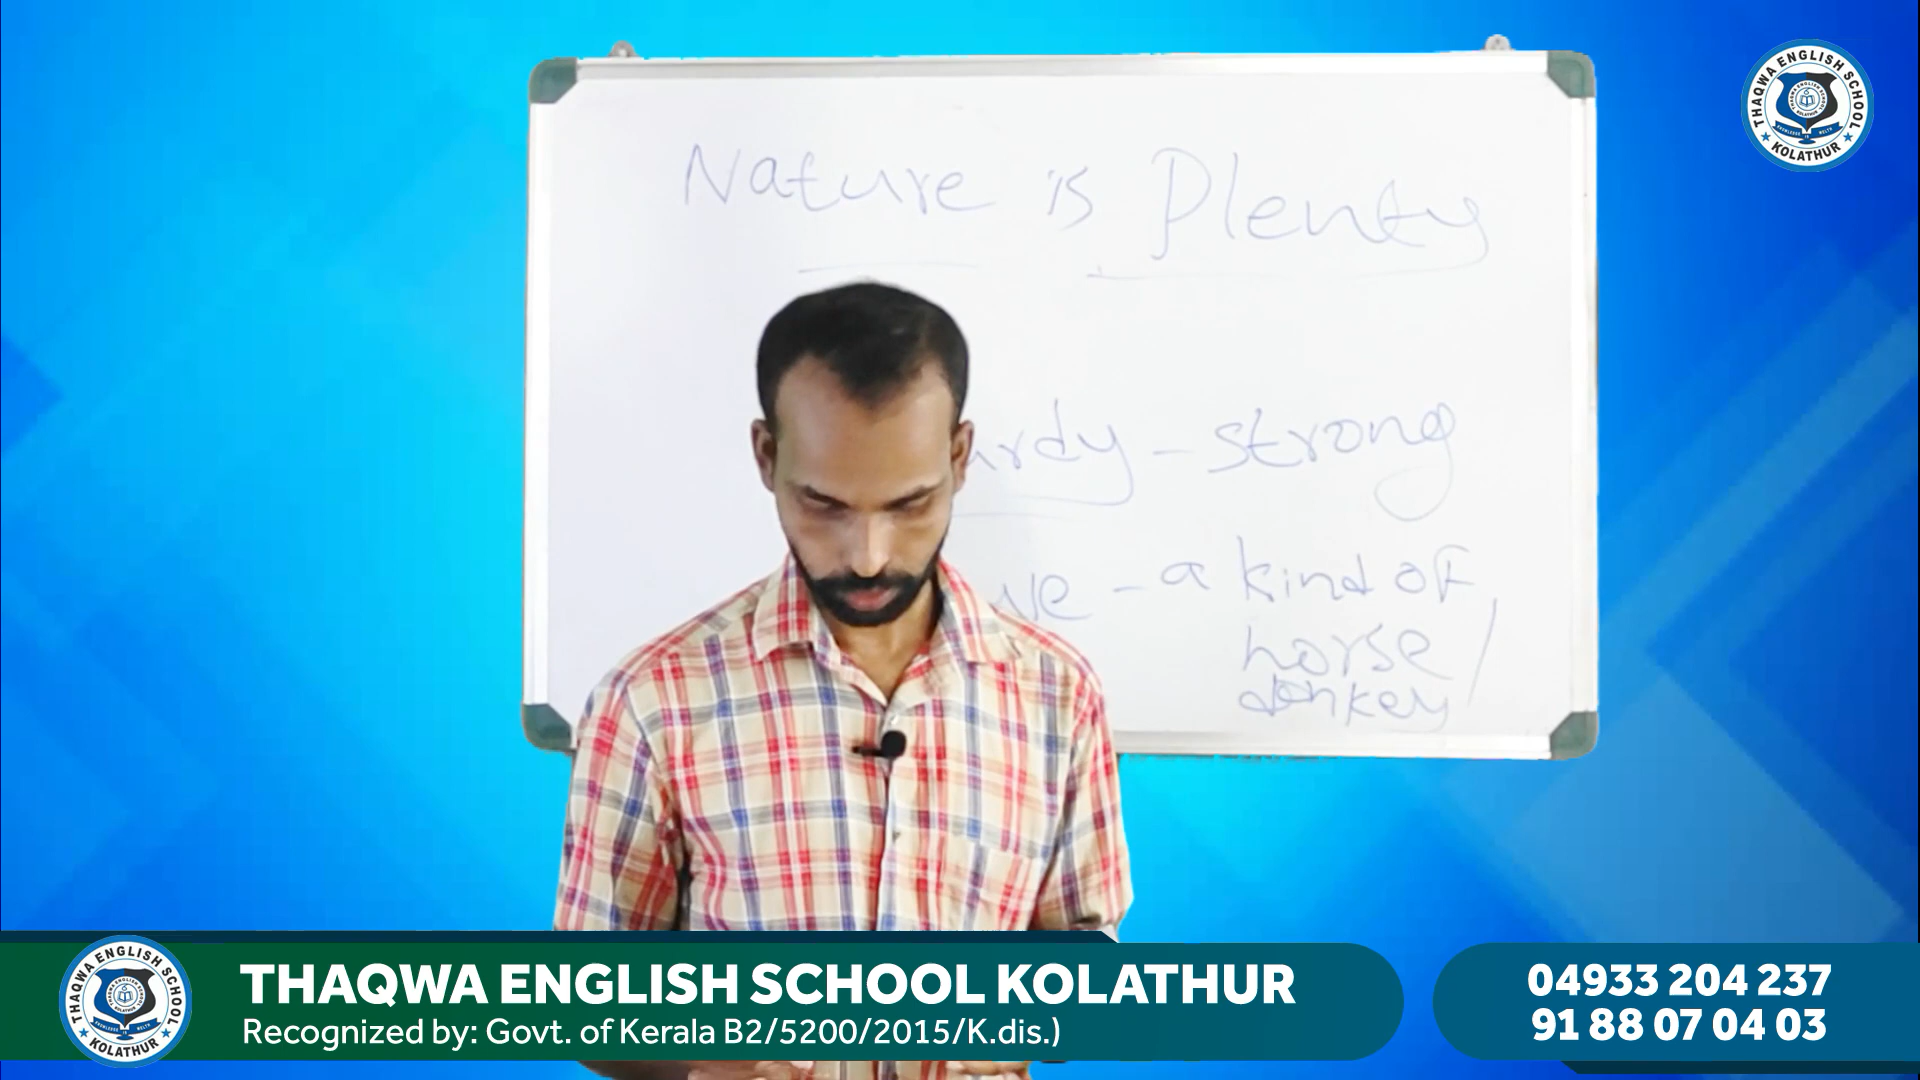 Nature is Plenty
urdy - strong
- a kind of
horse /
donkey
THAQWA ENGLISH SCHOOL
KOLATHUR
THAQWA ENGLISH SCHOOL
KOLATHUR
THAQWA ENGLISH SCHOOL KOLATHUR
Recognized by: Govt. of Kerala B2/5200/2015/K.dis.)
04933 204 237
91 88 07 04 03